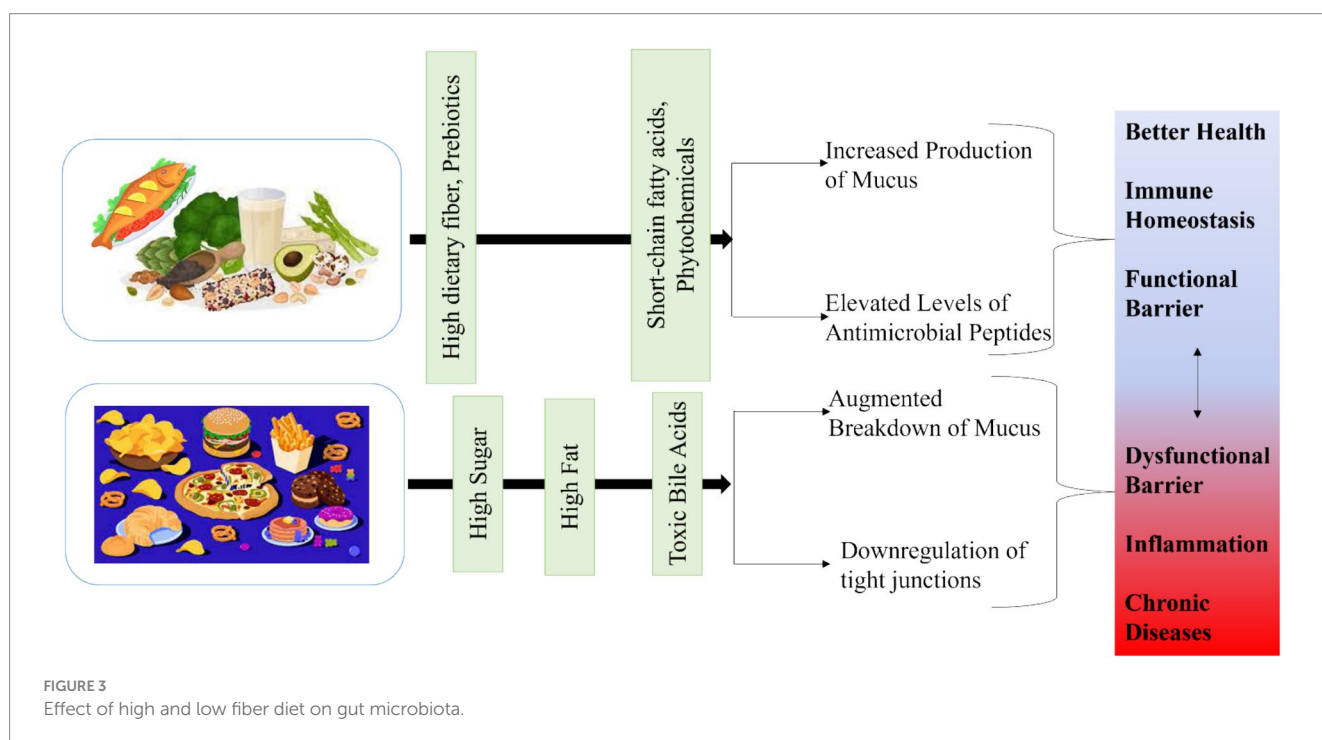 High dietary fiber, Prebiotics
Short-chain fatty acids,
Phytochemicals
Increased Production
of Mucus
Elevated Levels of
Antimicrobial Peptides
High Sugar
High Fat
Toxic Bile Acids
Augmented
Breakdown of Mucus
Downregulation of
tight junctions
Better Health
Immune
Homeostasis
Functional
Barrier
Dysfunctional
Barrier
Inflammation
Chronic
Diseases
FIGURE 3
Effect of high and low fiber diet on gut microbiota.